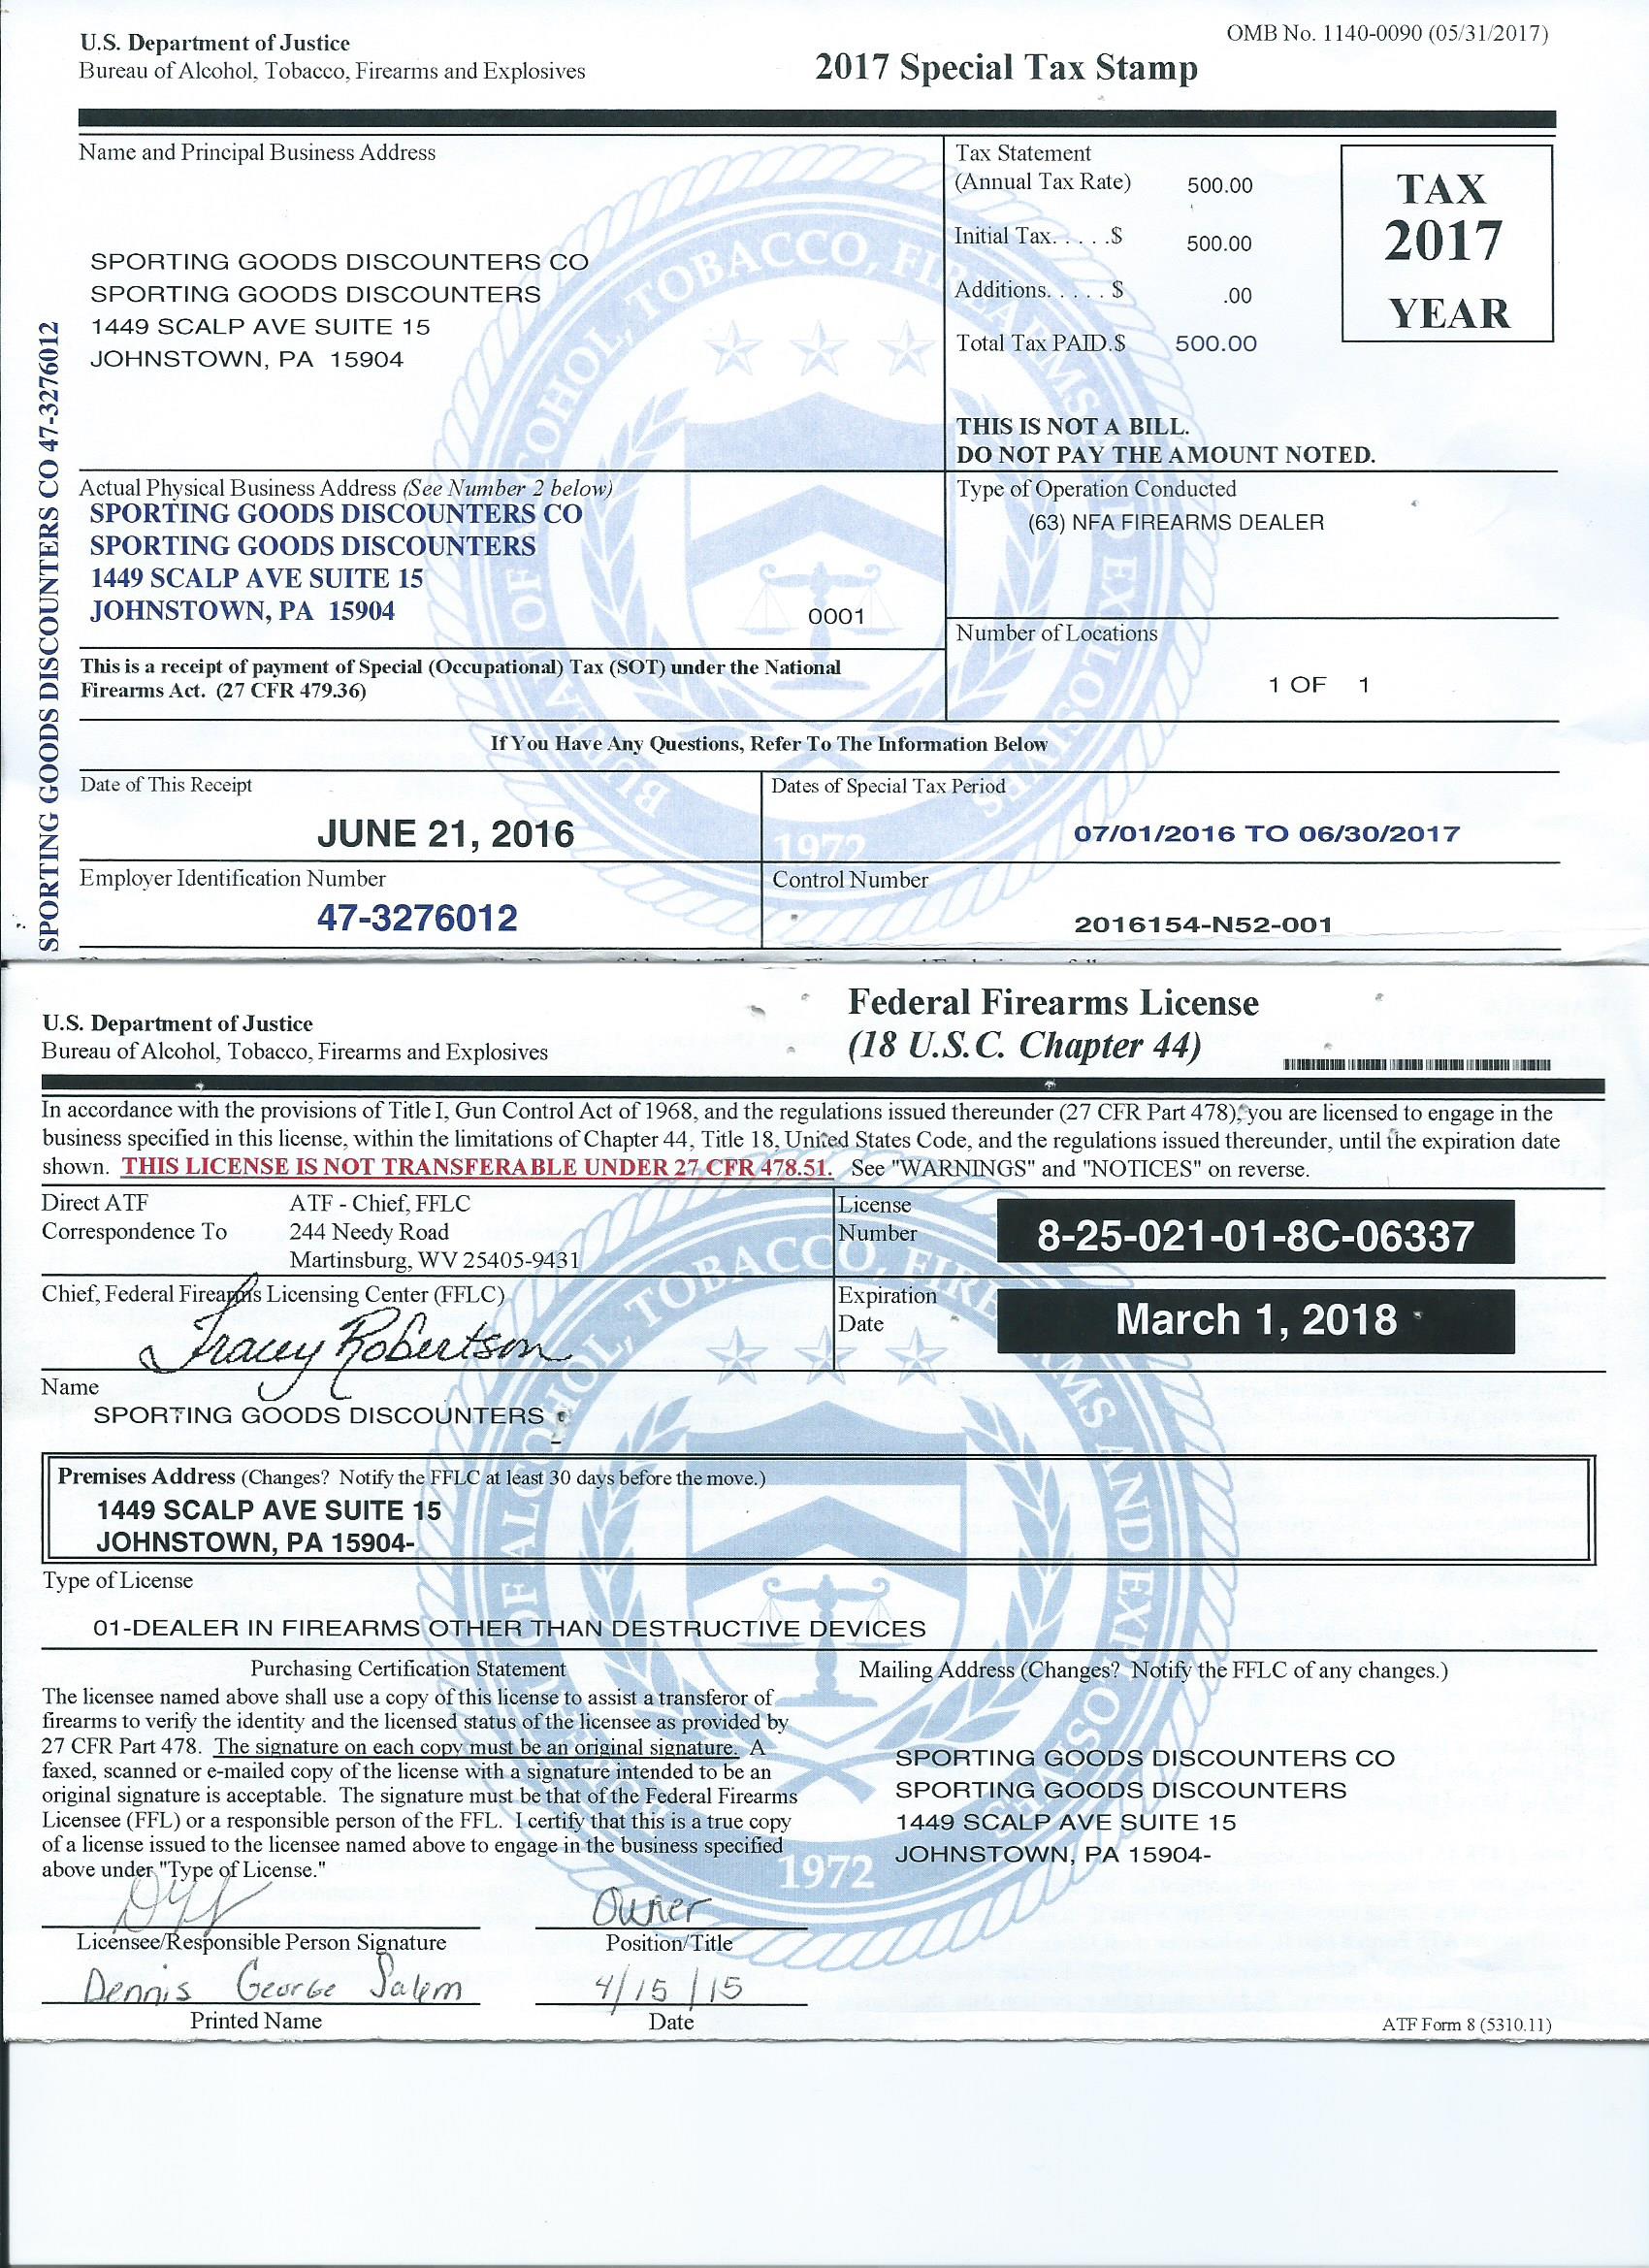 U.S. Department of Justice
Bureau of Alcohol, Tobacco, Firearms and Explosives
2017 Special Tax Stamp
OMB No. 1140-0090 (05/31/2017)
Name and Principal Business Address
SPORTING GOODS DISCOUNTERS CO
SPORTING GOODS DISCOUNTERS
1449 SCALP AVE SUITE 15
JOHNSTOWN, PA 15904
Tax Statement
(Annual Tax Rate) 500.00
Initial Tax. . . . . .$ 500.00
Additions. . . . . . $ .00
Total Tax PAID.$ 500.00
TAX
2017
YEAR
THIS IS NOT A BILL.
DO NOT PAY THE AMOUNT NOTED.
Actual Physical Business Address (See Number 2 below)
SPORTING GOODS DISCOUNTERS CO
SPORTING GOODS DISCOUNTERS
1449 SCALP AVE SUITE 15
JOHNSTOWN, PA 15904
0001
Type of Operation Conducted
(63) NFA FIREARMS DEALER
Number of Locations
1 OF 1
This is a receipt of payment of Special (Occupational) Tax (SOT) under the National
Firearms Act. (27 CFR 479.36)
If You Have Any Questions, Refer To The Information Below
Date of This Receipt
JUNE 21, 2016
Dates of Special Tax Period
07/01/2016 TO 06/30/2017
Employer Identification Number
47-3276012
Control Number
2016154-N52-001
SPORTING GOODS DISCOUNTERS CO 47-3276012
BUREAU OF ALCOHOL, TOBACCO, FIREARMS AND EXPLOSIVES
1972
U.S. Department of Justice
Bureau of Alcohol, Tobacco, Firearms and Explosives
Federal Firearms License
(18 U.S.C. Chapter 44)
In accordance with the provisions of Title I, Gun Control Act of 1968, and the regulations issued thereunder (27 CFR Part 478), you are licensed to engage in the
business specified in this license, within the limitations of Chapter 44, Title 18, United States Code, and the regulations issued thereunder, until the expiration date
shown. THIS LICENSE IS NOT TRANSFERABLE UNDER 27 CFR 478.51. See "WARNINGS" and "NOTICES" on reverse.
Direct ATF
Correspondence To
ATF - Chief, FFLC
244 Needy Road
Martinsburg, WV 25405-9431
License
Number
8-25-021-01-8C-06337
Chief, Federal Firearms Licensing Center (FFLC)
Tracey Robertson
Expiration
Date
March 1, 2018
Name
SPORTING GOODS DISCOUNTERS
Premises Address (Changes? Notify the FFLC at least 30 days before the move.)
1449 SCALP AVE SUITE 15
JOHNSTOWN, PA 15904-
Type of License
01-DEALER IN FIREARMS OTHER THAN DESTRUCTIVE DEVICES
Purchasing Certification Statement
The licensee named above shall use a copy of this license to assist a transferor of
firearms to verify the identity and the licensed status of the licensee as provided by
27 CFR Part 478. The signature on each copy must be an original signature. A
faxed, scanned or e-mailed copy of the license with a signature intended to be an
original signature is acceptable. The signature must be that of the Federal Firearms
Licensee (FFL) or a responsible person of the FFL. I certify that this is a true copy
of a license issued to the licensee named above to engage in the business specified
above under "Type of License."
Mailing Address (Changes? Notify the FFLC of any changes.)
SPORTING GOODS DISCOUNTERS CO
SPORTING GOODS DISCOUNTERS
1449 SCALP AVE SUITE 15
JOHNSTOWN, PA 15904-
Owner
Licensee/Responsible Person Signature
Position/Title
Dennis George Salem
4/15/15
Printed Name
Date
ATF Form 8 (5310.11)
BUREAU OF ALCOHOL, TOBACCO, FIREARMS AND EXPLOSIVES
1972